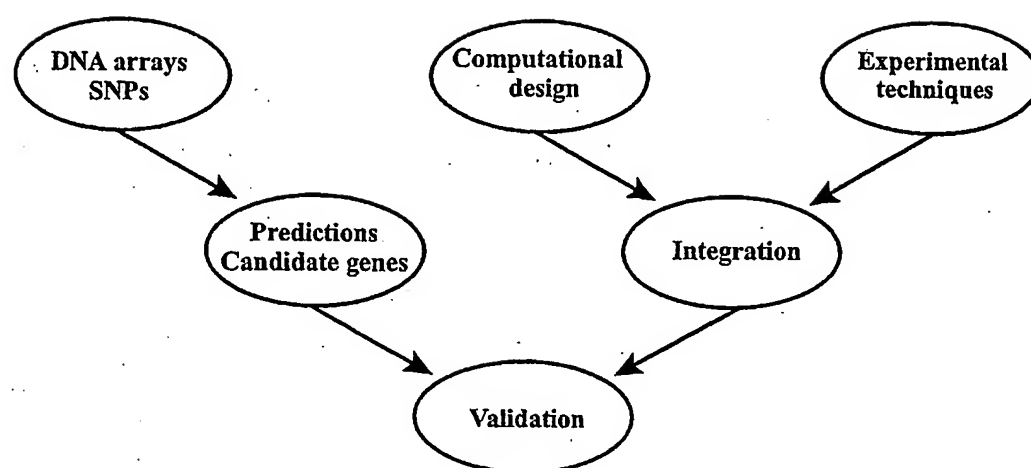 DNA arrays
SNPs
Computational
design
Experimental
techniques
Predictions
Candidate genes
Integration
Validation